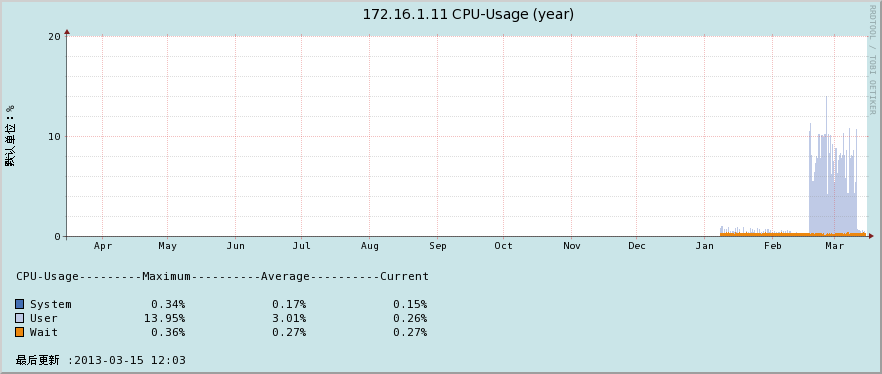 172.16.1.11 CPU-Usage (year)
RRDTOOL / TOBI OETIKER
默认单位：%
20
10
0
Apr May Jun Jul Aug Sep Oct Nov Dec Jan Feb Mar
CPU-Usage---------Maximum----------Average----------Current
System 0.34% 0.17% 0.15%
User 13.95% 3.01% 0.26%
Wait 0.36% 0.27% 0.27%
最后更新 :2013-03-15 12:03